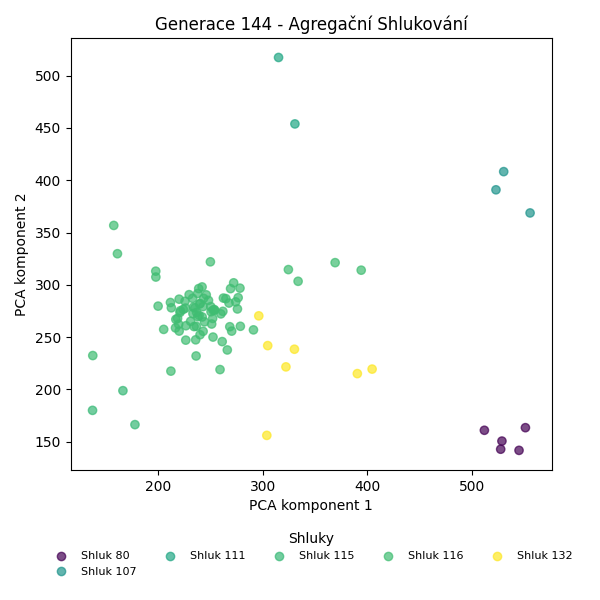 Generace 144 - Agregační Shlukování
PCA komponent 2
500
450
400
350
300
250
200
150
200
300
400
500
PCA komponent 1
Shluky
Shluk 80
Shluk 111
Shluk 115
Shluk 116
Shluk 132
Shluk 107